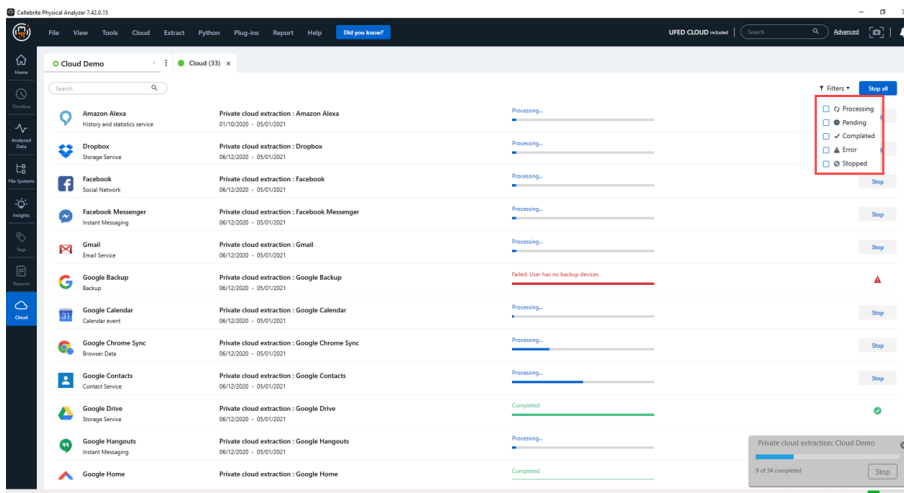 Cellebrite Physical Analyzer 7.42.0.15
File View Tools Cloud Extract Python Plug-ins Report Help Did you know? UFED CLOUD included Search Advanced
Home
Timeline
Analyzed Data
File Systems
Insights
Tags
Reports
Cloud
Cloud Demo Cloud (33) ×
Search Filters Stop all
Processing
Pending
Completed
Error
Stopped
Amazon Alexa Private cloud extraction : Amazon Alexa Processing...
History and statistics service 01/10/2020 - 05/01/2021
Dropbox Private cloud extraction : Dropbox Processing...
Storage Service 06/12/2020 - 05/01/2021
Facebook Private cloud extraction : Facebook Processing... Stop
Social Network 06/12/2020 - 05/01/2021
Facebook Messenger Private cloud extraction : Facebook Messenger Processing... Stop
Instant Messaging 06/12/2020 - 05/01/2021
Gmail Private cloud extraction : Gmail Processing... Stop
Email Service 06/12/2020 - 05/01/2021
Google Backup Private cloud extraction : Google Backup Failed: User has no backup devices
Backup 06/12/2020 - 05/01/2021
Google Calendar Private cloud extraction : Google Calendar Processing... Stop
Calendar event 06/12/2020 - 05/01/2021
31
Google Chrome Sync Private cloud extraction : Google Chrome Sync Processing... Stop
Browser Data 06/12/2020 - 05/01/2021
Google Contacts Private cloud extraction : Google Contacts Processing... Stop
Contact Service 06/12/2020 - 05/01/2021
Google Drive Private cloud extraction : Google Drive Completed
Storage Service 06/12/2020 - 05/01/2021
Google Hangouts Private cloud extraction : Google Hangouts Processing...
Instant Messaging 06/12/2020 - 05/01/2021
Google Home Private cloud extraction : Google Home Completed
Private cloud extraction: Cloud Demo
9 of 34 completed Stop